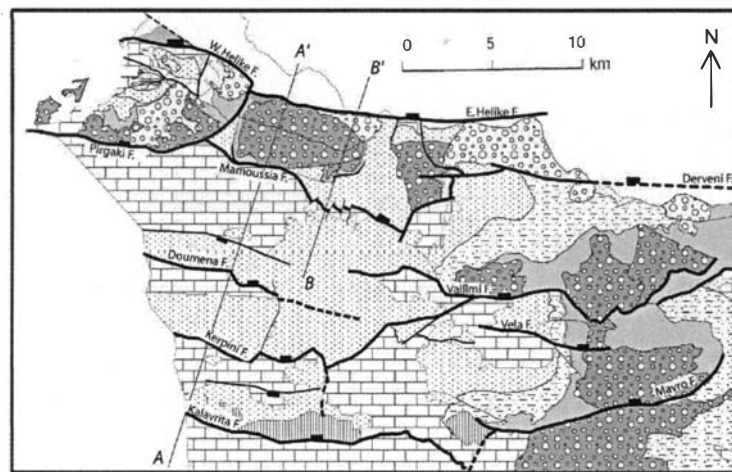 W. Helike F.
A'
B'
0 5 10
km
N
E. Helike F.
Pirgaki F.
Mamoussia F.
Derveni F.
Doumena F.
B
Valimi F.
Kerpini F.
Vela F.
Mavro F.
Kalavrita F.
A